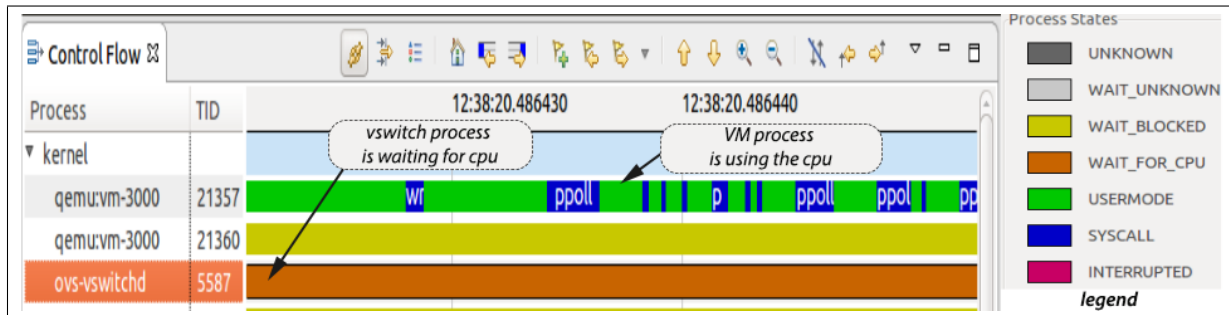 Control Flow
Process TID 12:38:20.486430 12:38:20.486440
vswitch process
is waiting for cpu
VM process
is using the cpu
kernel
qemu:vm-3000 21357 wr ppoll p ppoll ppol pp
qemu:vm-3000 21360
ovs-vswitchd 5587
Process States
UNKNOWN
WAIT_UNKNOWN
WAIT_BLOCKED
WAIT_FOR_CPU
USERMODE
SYSCALL
INTERRUPTED
legend